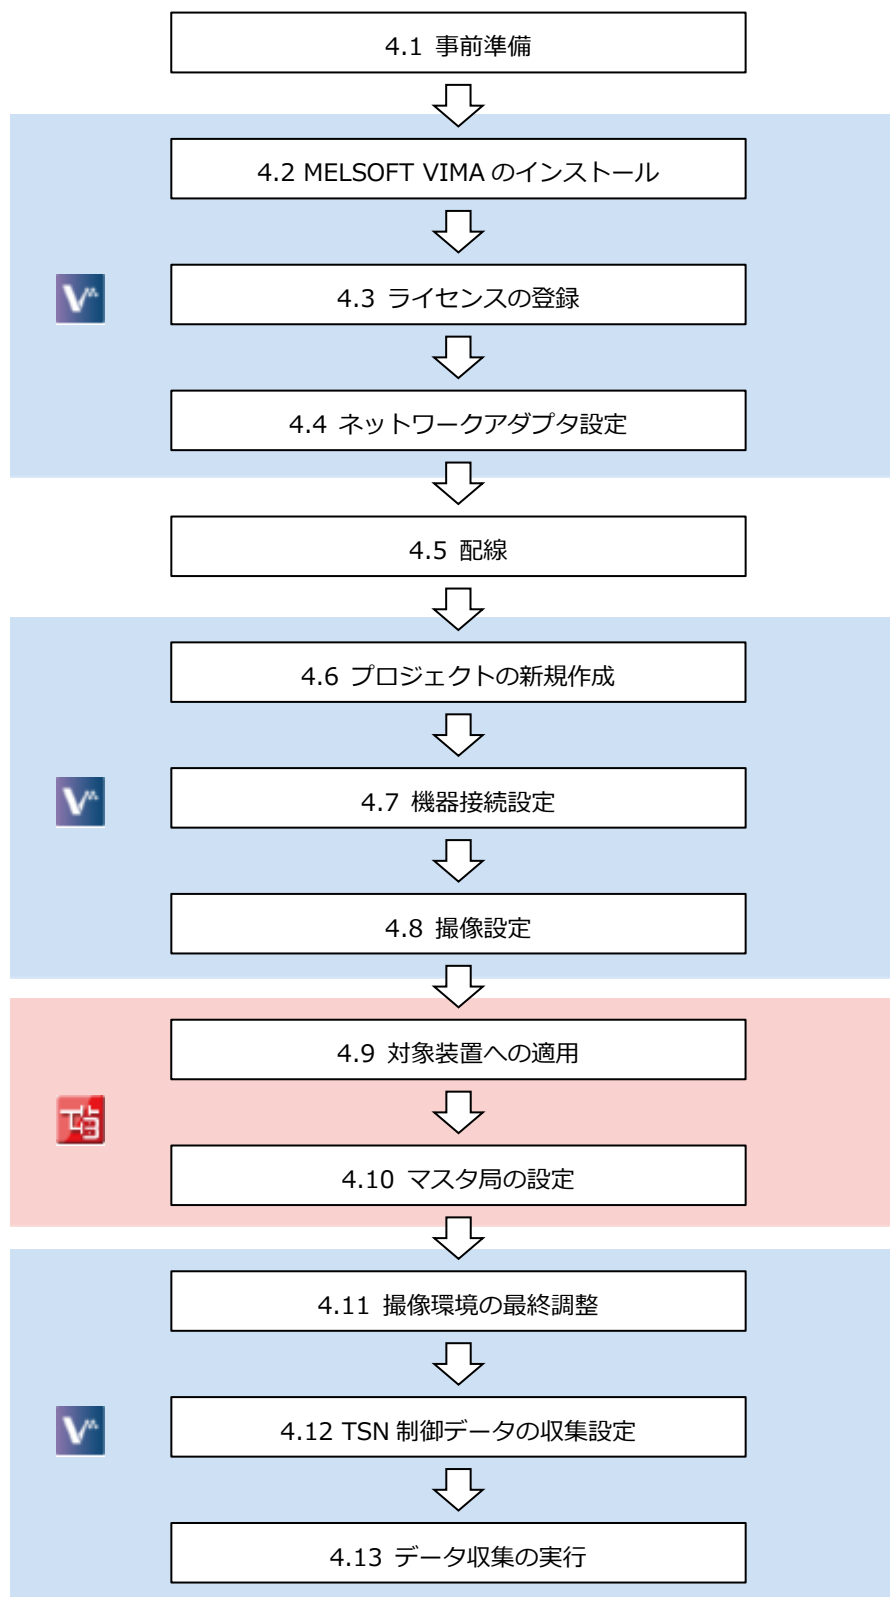 4.1 事前準備
4.2 MELSOFT VIMA のインストール
4.3 ライセンスの登録
4.4 ネットワークアダプタ設定
4.5 配線
4.6 プロジェクトの新規作成
4.7 機器接続設定
4.8 撮像設定
4.9 対象装置への適用
4.10 マスタ局の設定
4.11 撮像環境の最終調整
4.12 TSN 制御データの収集設定
4.13 データ収集の実行